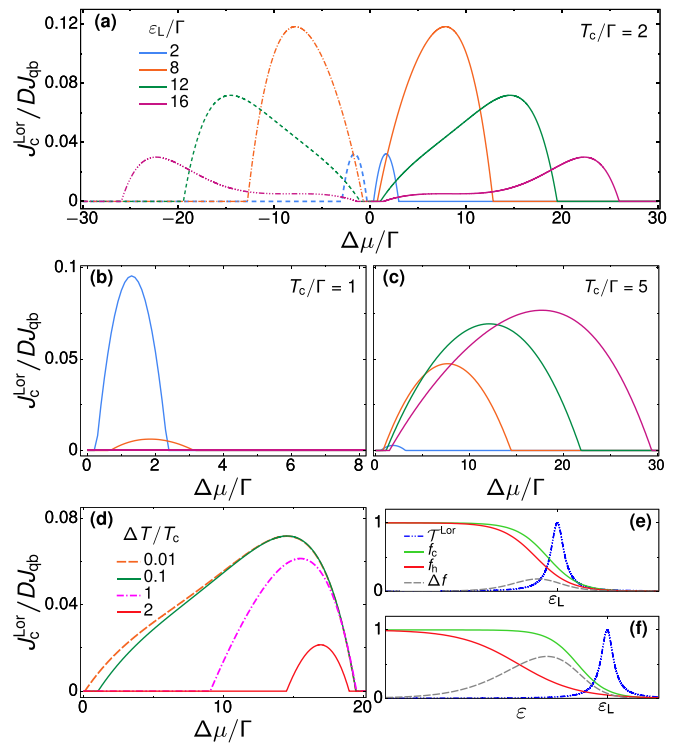 (a)
ε_L/Γ
2
8
12
16
T_c/Γ = 2
J_c^Lor / DJ_qb
0.12
0.08
0.04
0
−30 −20 −10 0 10 20 30
Δμ/Γ
(b)
T_c/Γ = 1
J_c^Lor / DJ_qb
0.1
0.05
0
0 2 4 6 8
Δμ/Γ
(c)
T_c/Γ = 5
0 10 20 30
Δμ/Γ
(d)
ΔT/T_c
0.01
0.1
1
2
J_c^Lor / DJ_qb
0.08
0.04
0
0 10 20
Δμ/Γ
(e)
𝒯^Lor
f_c
f_h
Δf
1
0
ε_L
(f)
1
0
ε ε_L